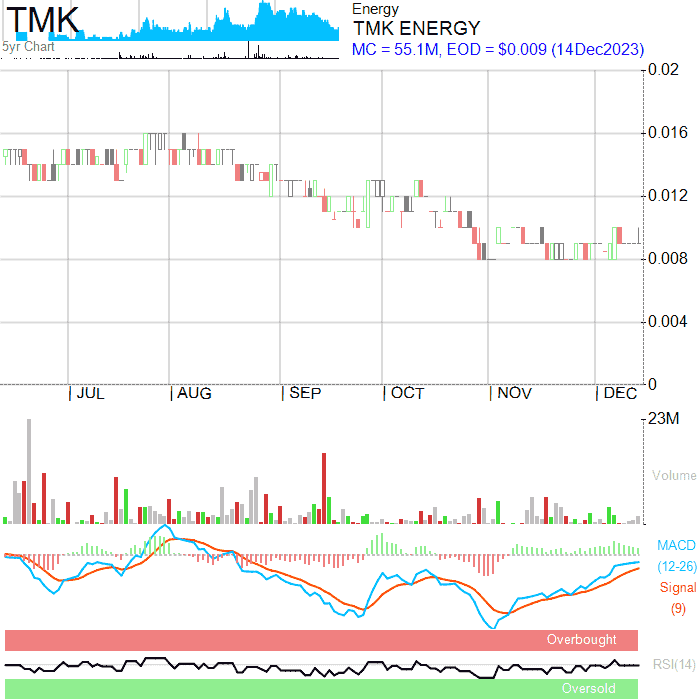 TMK
5yr Chart
Energy
TMK ENERGY
MC = 55.1M, EOD = $0.009 (14Dec2023)
0.02
0.016
0.012
0.008
0.004
0
JUL AUG SEP OCT NOV DEC
23M
Volume
MACD
(12-26)
Signal
(9)
Overbought
RSI(14)
Oversold